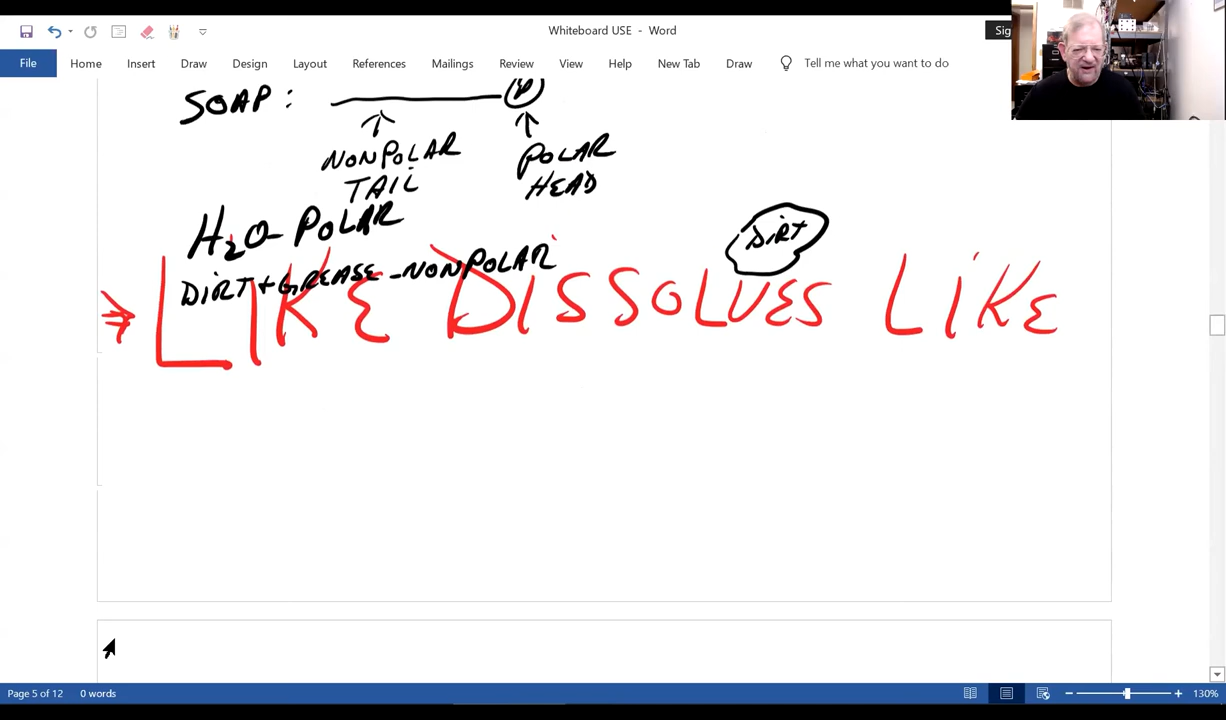 Whiteboard USE - Word
Sig
File Home Insert Draw Design Layout References Mailings Review View Help New Tab Draw Tell me what you want to do
SOAP: P
NONPOLAR TAIL
POLAR HEAD
H2O - POLAR
DIRT
DIRT + GREASE - NONPOLAR
LIKE DISSOLVES LIKE
Page 5 of 12 0 words
130%